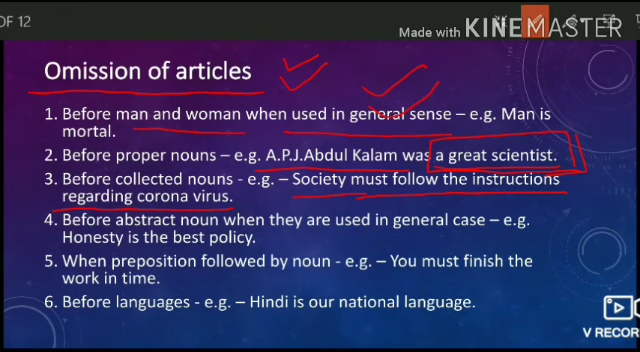 OF 12
Made with KINEMASTER
Omission of articles
1. Before man and woman when used in general sense – e.g. Man is
mortal.
2. Before proper nouns – e.g. A.P.J.Abdul Kalam was a great scientist.
3. Before collected nouns - e.g. – Society must follow the instructions
regarding corona virus.
4. Before abstract noun when they are used in general case – e.g.
Honesty is the best policy.
5. When preposition followed by noun - e.g. – You must finish the
work in time.
6. Before languages - e.g. – Hindi is our national language.
V RECOR